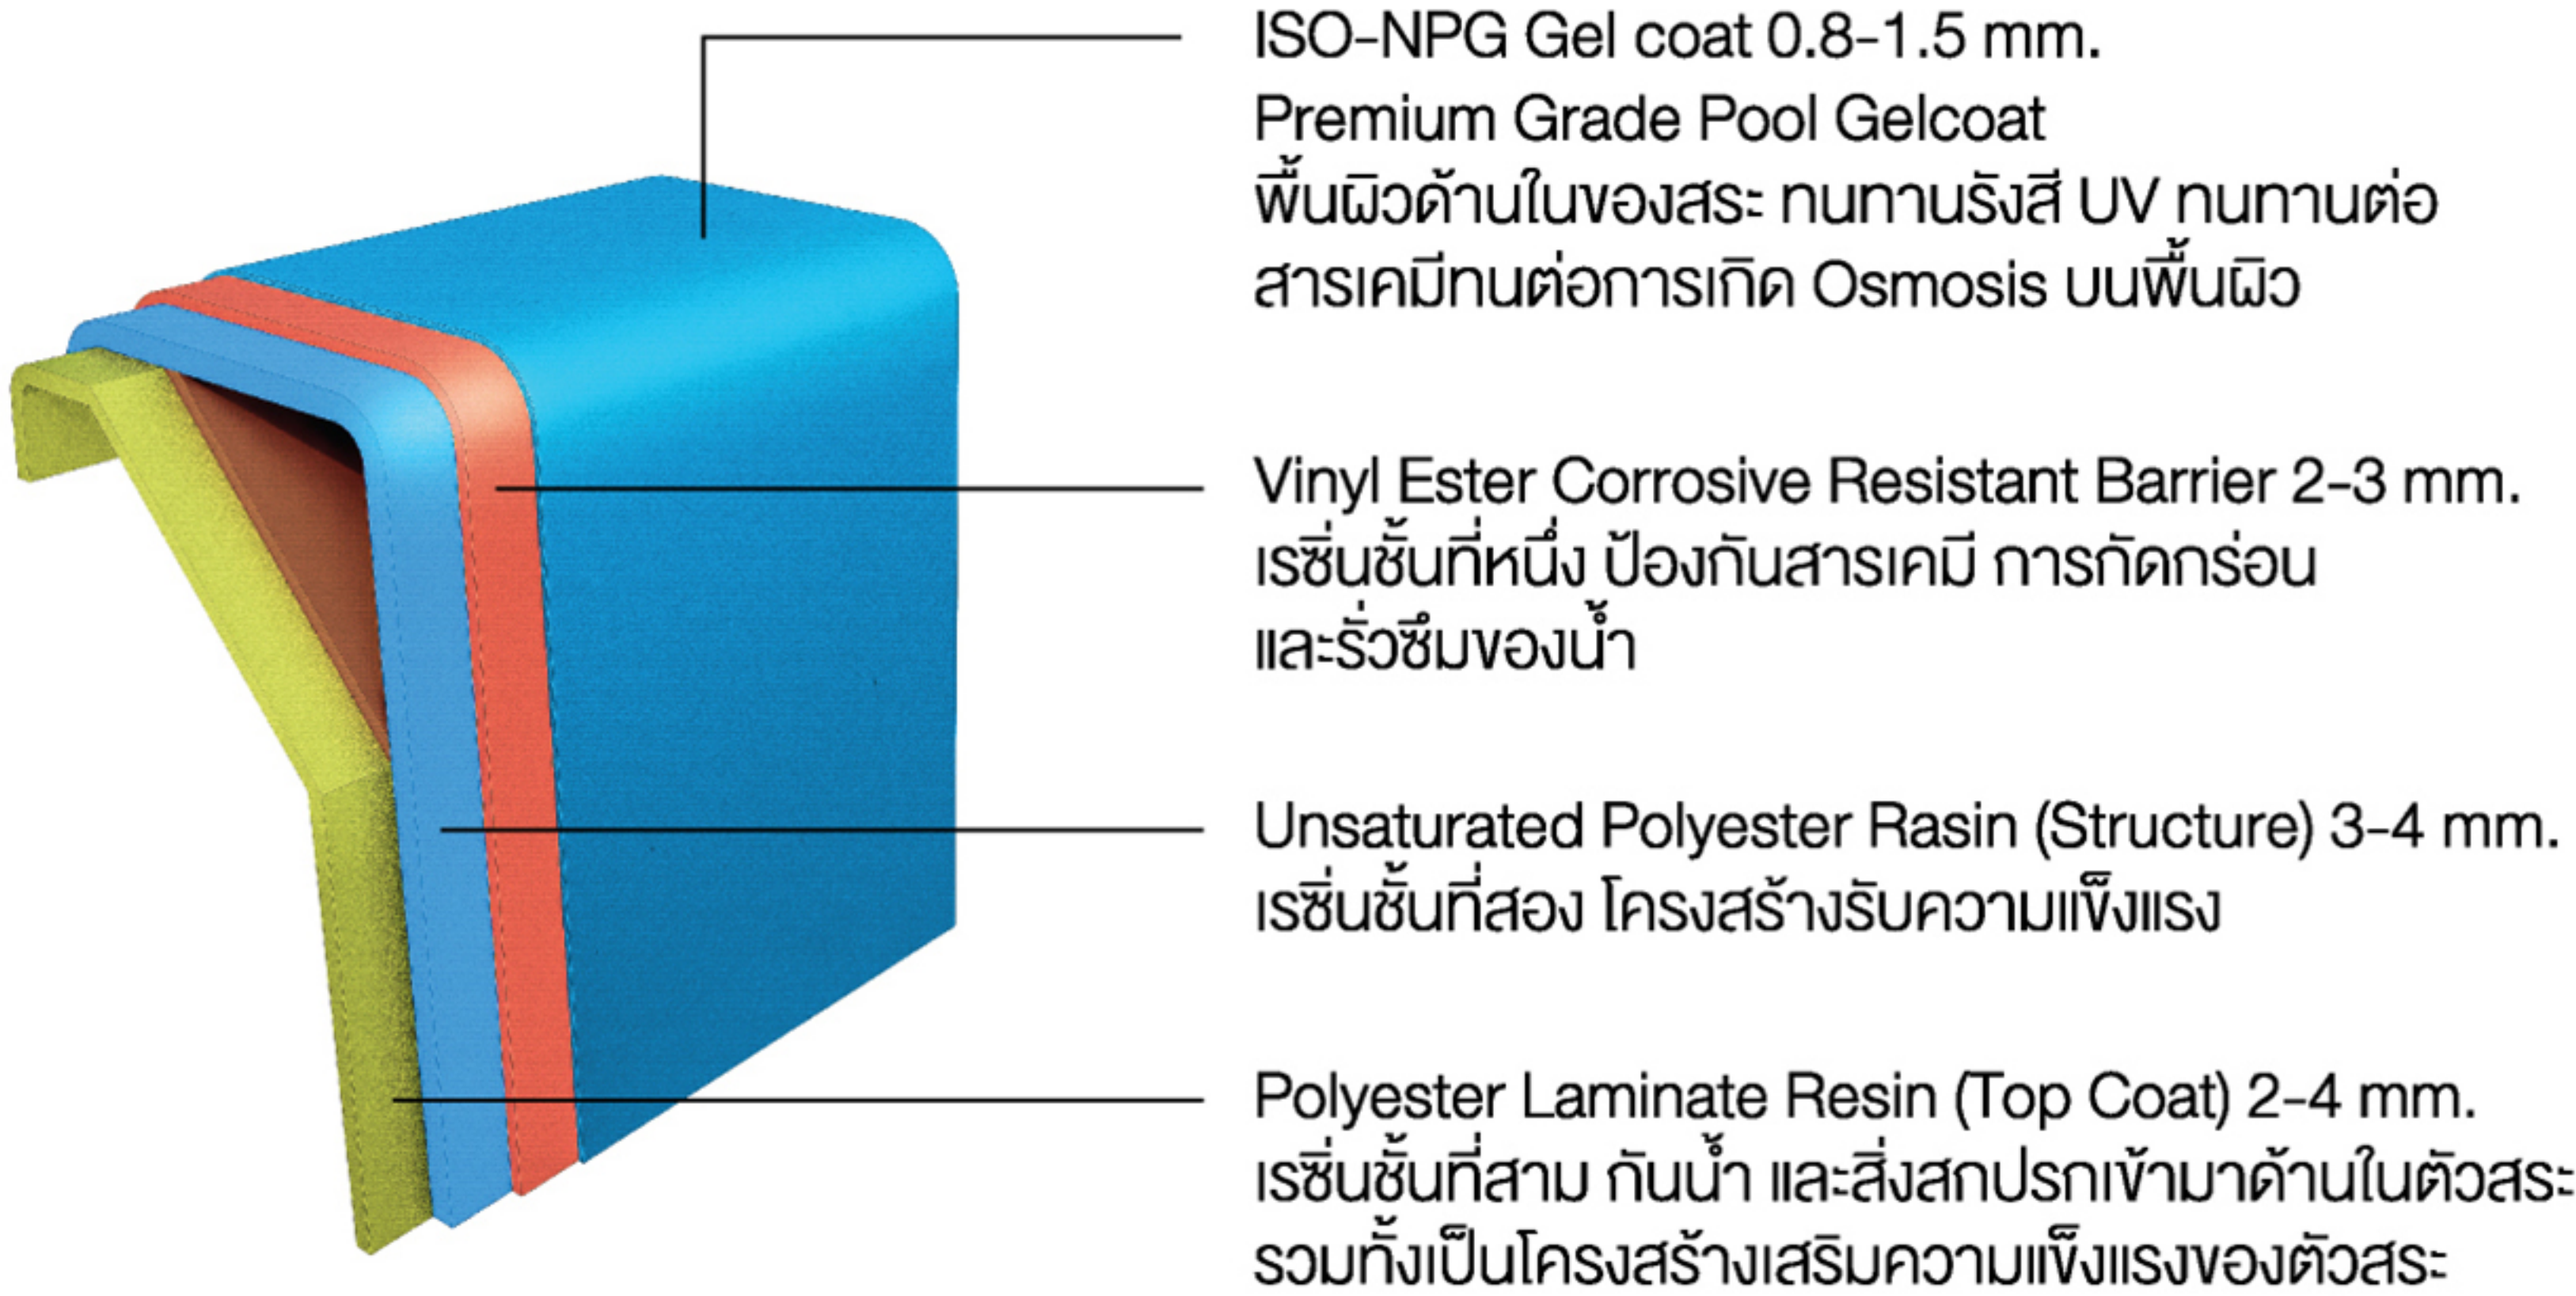 ISO-NPG Gel coat 0.8-1.5 mm.
Premium Grade Pool Gelcoat
พื้นผิวด้านในของสระ ทนทานรังสี UV ทนทานต่อ
สารเคมีทนต่อการเกิด Osmosis บนพื้นผิว
Vinyl Ester Corrosive Resistant Barrier 2-3 mm.
เรซิ่นชั้นที่หนึ่ง ป้องกันสารเคมี การกัดกร่อน
และรั่วซึมของน้ำ
Unsaturated Polyester Rasin (Structure) 3-4 mm.
เรซิ่นชั้นที่สอง โครงสร้างรับความแข็งแรง
Polyester Laminate Resin (Top Coat) 2-4 mm.
เรซิ่นชั้นที่สาม กันน้ำ และสิ่งสกปรกเข้ามาด้านในตัวสระ
รวมทั้งเป็นโครงสร้างเสริมความแข็งแรงของตัวสระ